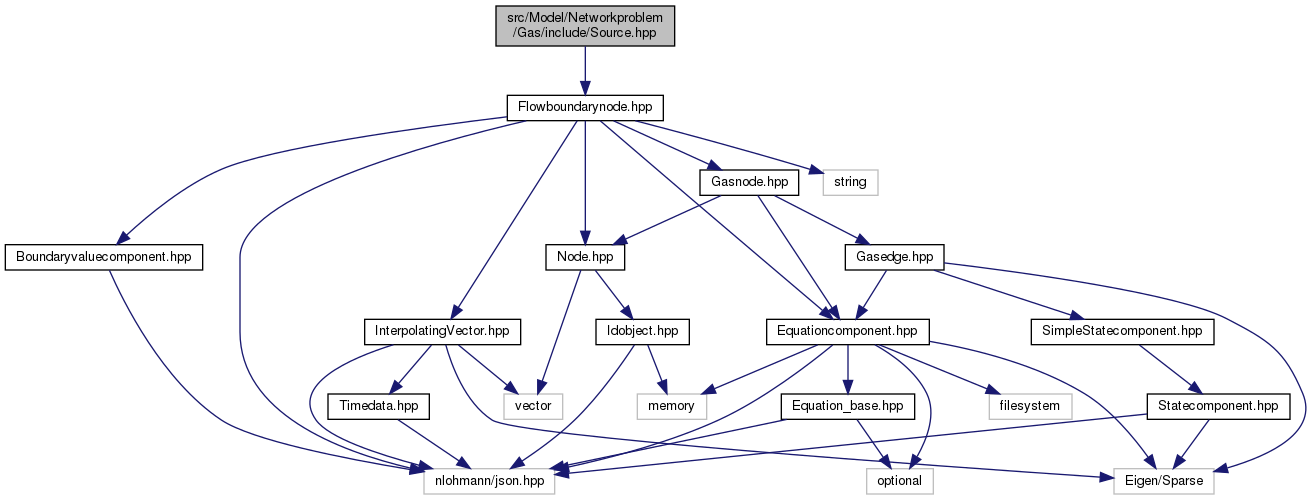 src/Model/Networkproblem
/Gas/include/Source.hpp
Flowboundarynode.hpp
Gasnode.hpp
string
Boundaryvaluecomponent.hpp
Node.hpp
Gasedge.hpp
InterpolatingVector.hpp
Idobject.hpp
Equationcomponent.hpp
SimpleStatecomponent.hpp
Timedata.hpp
vector
memory
Equation_base.hpp
filesystem
Statecomponent.hpp
nlohmann/json.hpp
optional
Eigen/Sparse